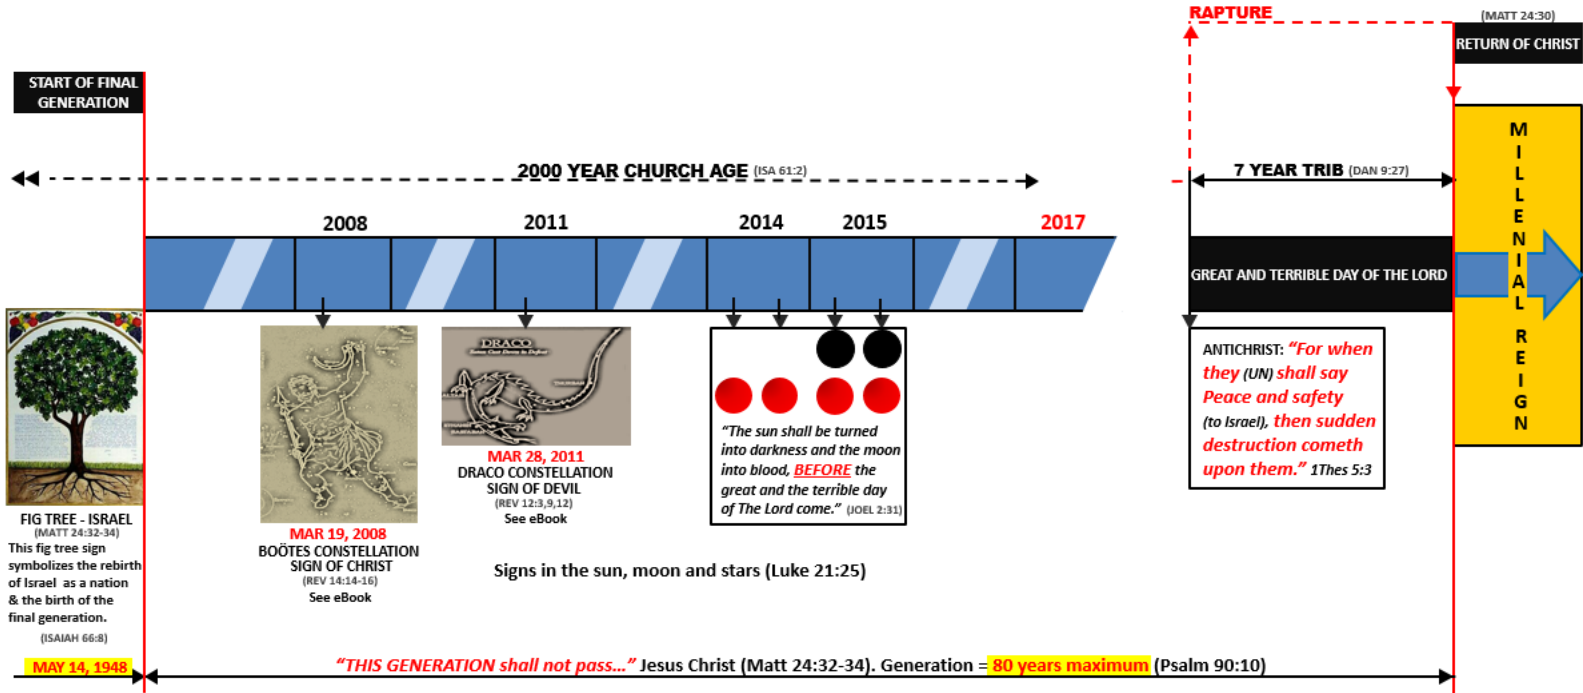 RAPTURE
(MATT 24:30)
RETURN OF CHRIST
START OF FINAL
GENERATION
2000 YEAR CHURCH AGE (ISA 61:2)
7 YEAR TRIB (DAN 9:27)
2008
2011
2014
2015
2017
GREAT AND TERRIBLE DAY OF THE LORD
MILLENIAL REIGN
FIG TREE - ISRAEL
(MATT 24:32-34)
This fig tree sign
symbolizes the rebirth
of Israel as a nation
& the birth of the
final generation.
(ISAIAH 66:8)
MAR 19, 2008
BOÖTES CONSTELLATION
SIGN OF CHRIST
(REV 14:14-16)
See eBook
DRACO
THUBAN
MAR 28, 2011
DRACO CONSTELLATION
SIGN OF DEVIL
(REV 12:3,9,12)
See eBook
“The sun shall be turned
into darkness and the moon
into blood, BEFORE the
great and the terrible day
of The Lord come.” (JOEL 2:31)
Signs in the sun, moon and stars (Luke 21:25)
ANTICHRIST: “For when
they (UN) shall say
Peace and safety
(to Israel), then sudden
destruction cometh
upon them.” 1Thes 5:3
MAY 14, 1948
“THIS GENERATION shall not pass...” Jesus Christ (Matt 24:32-34). Generation = 80 years maximum (Psalm 90:10)